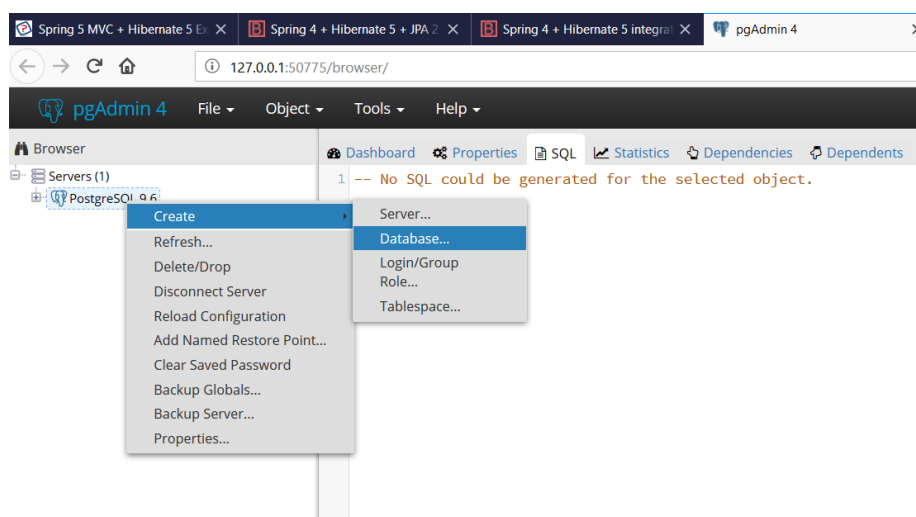 Spring 5 MVC + Hibernate 5 Ex
Spring 4 + Hibernate 5 + JPA 2
Spring 4 + Hibernate 5 integrat
pgAdmin 4
127.0.0.1:50775/browser/
pgAdmin 4
File
Object
Tools
Help
Browser
Dashboard
Properties
SQL
Statistics
Dependencies
Dependents
Servers (1)
1 -- No SQL could be generated for the selected object.
PostgreSQL 9.6
Create
Refresh...
Delete/Drop
Disconnect Server
Reload Configuration
Add Named Restore Point...
Clear Saved Password
Backup Globals...
Backup Server...
Properties...
Server...
Database...
Login/Group
Role...
Tablespace...